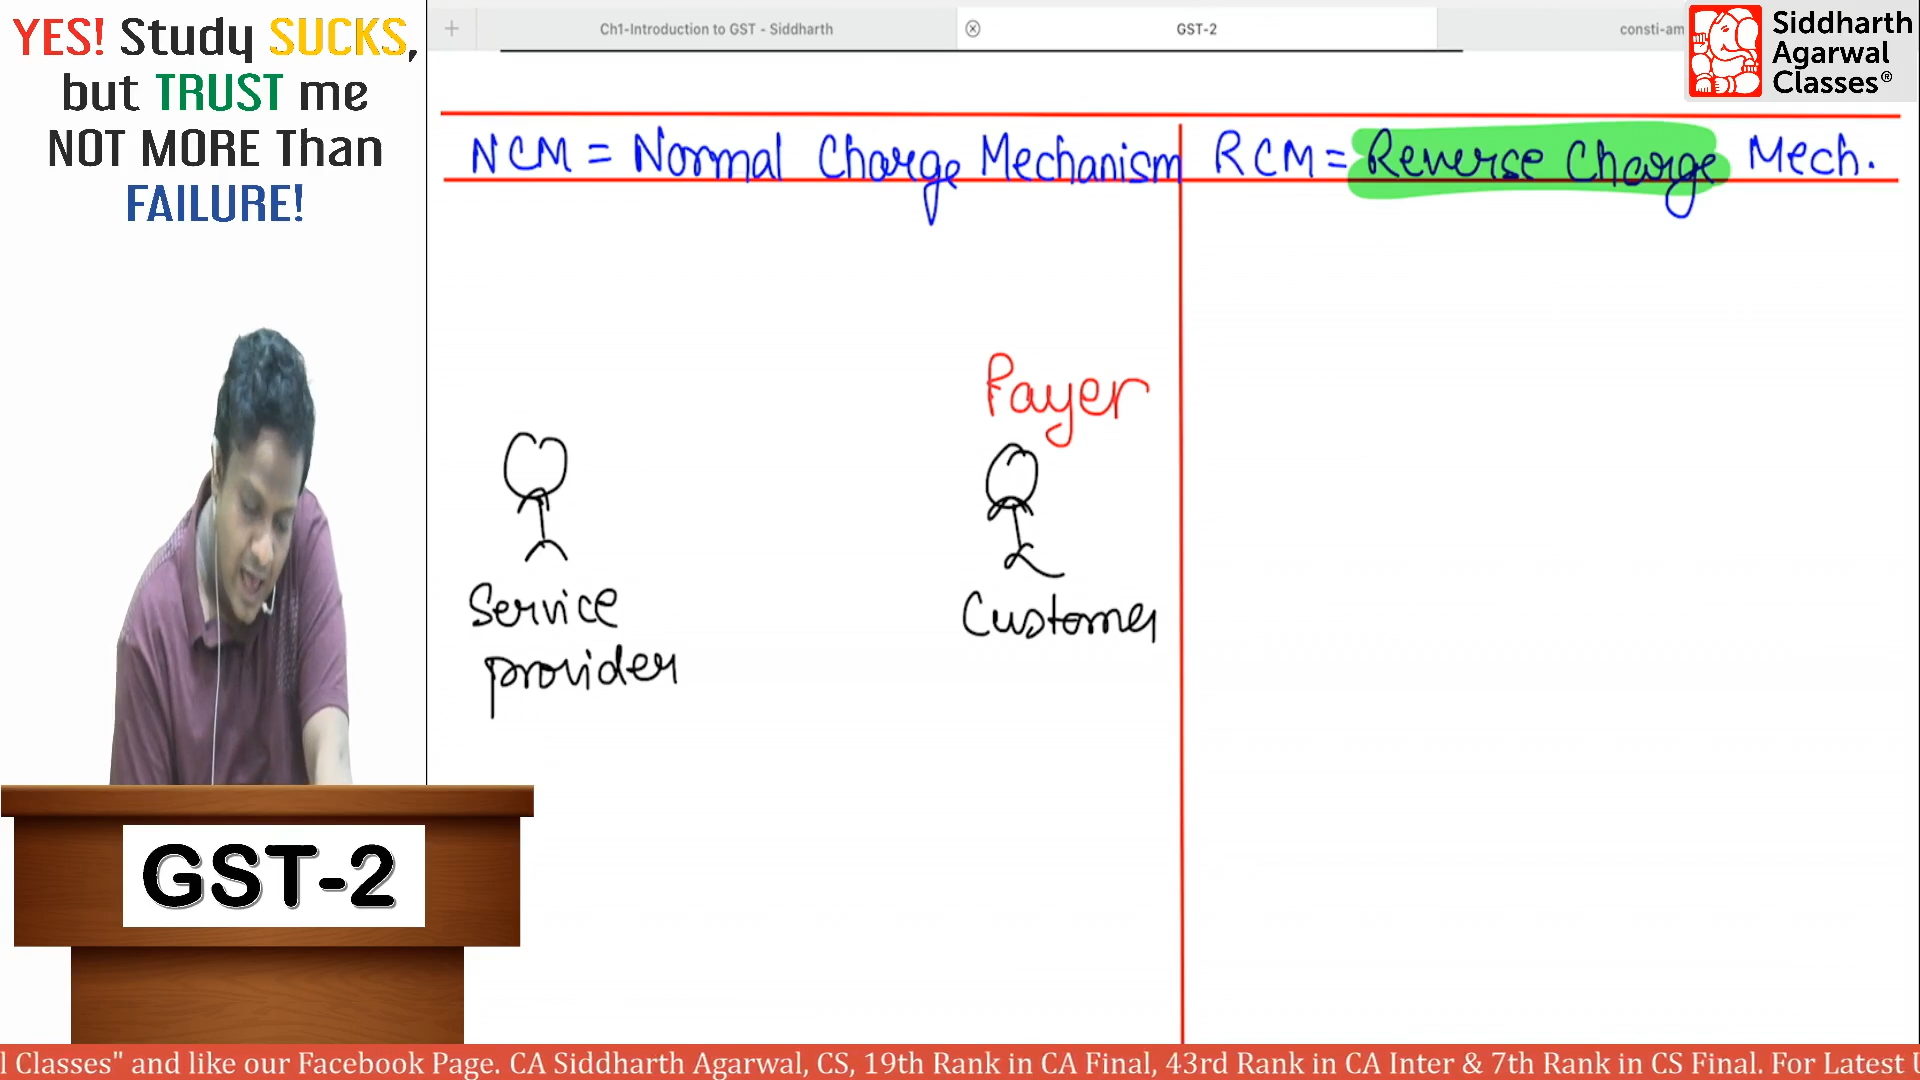 YES! Study SUCKS,
but TRUST me
NOT MORE Than
FAILURE!
Ch1-Introduction to GST - Siddharth
GST-2
consti-am
Siddharth
Agarwal
Classes®
NCM = Normal Charge Mechanism
RCM = Reverse Charge Mech.
Payer
Service
provider
Customer
GST-2
l Classes" and like our Facebook Page. CA Siddharth Agarwal, CS, 19th Rank in CA Final, 43rd Rank in CA Inter & 7th Rank in CS Final. For Latest U